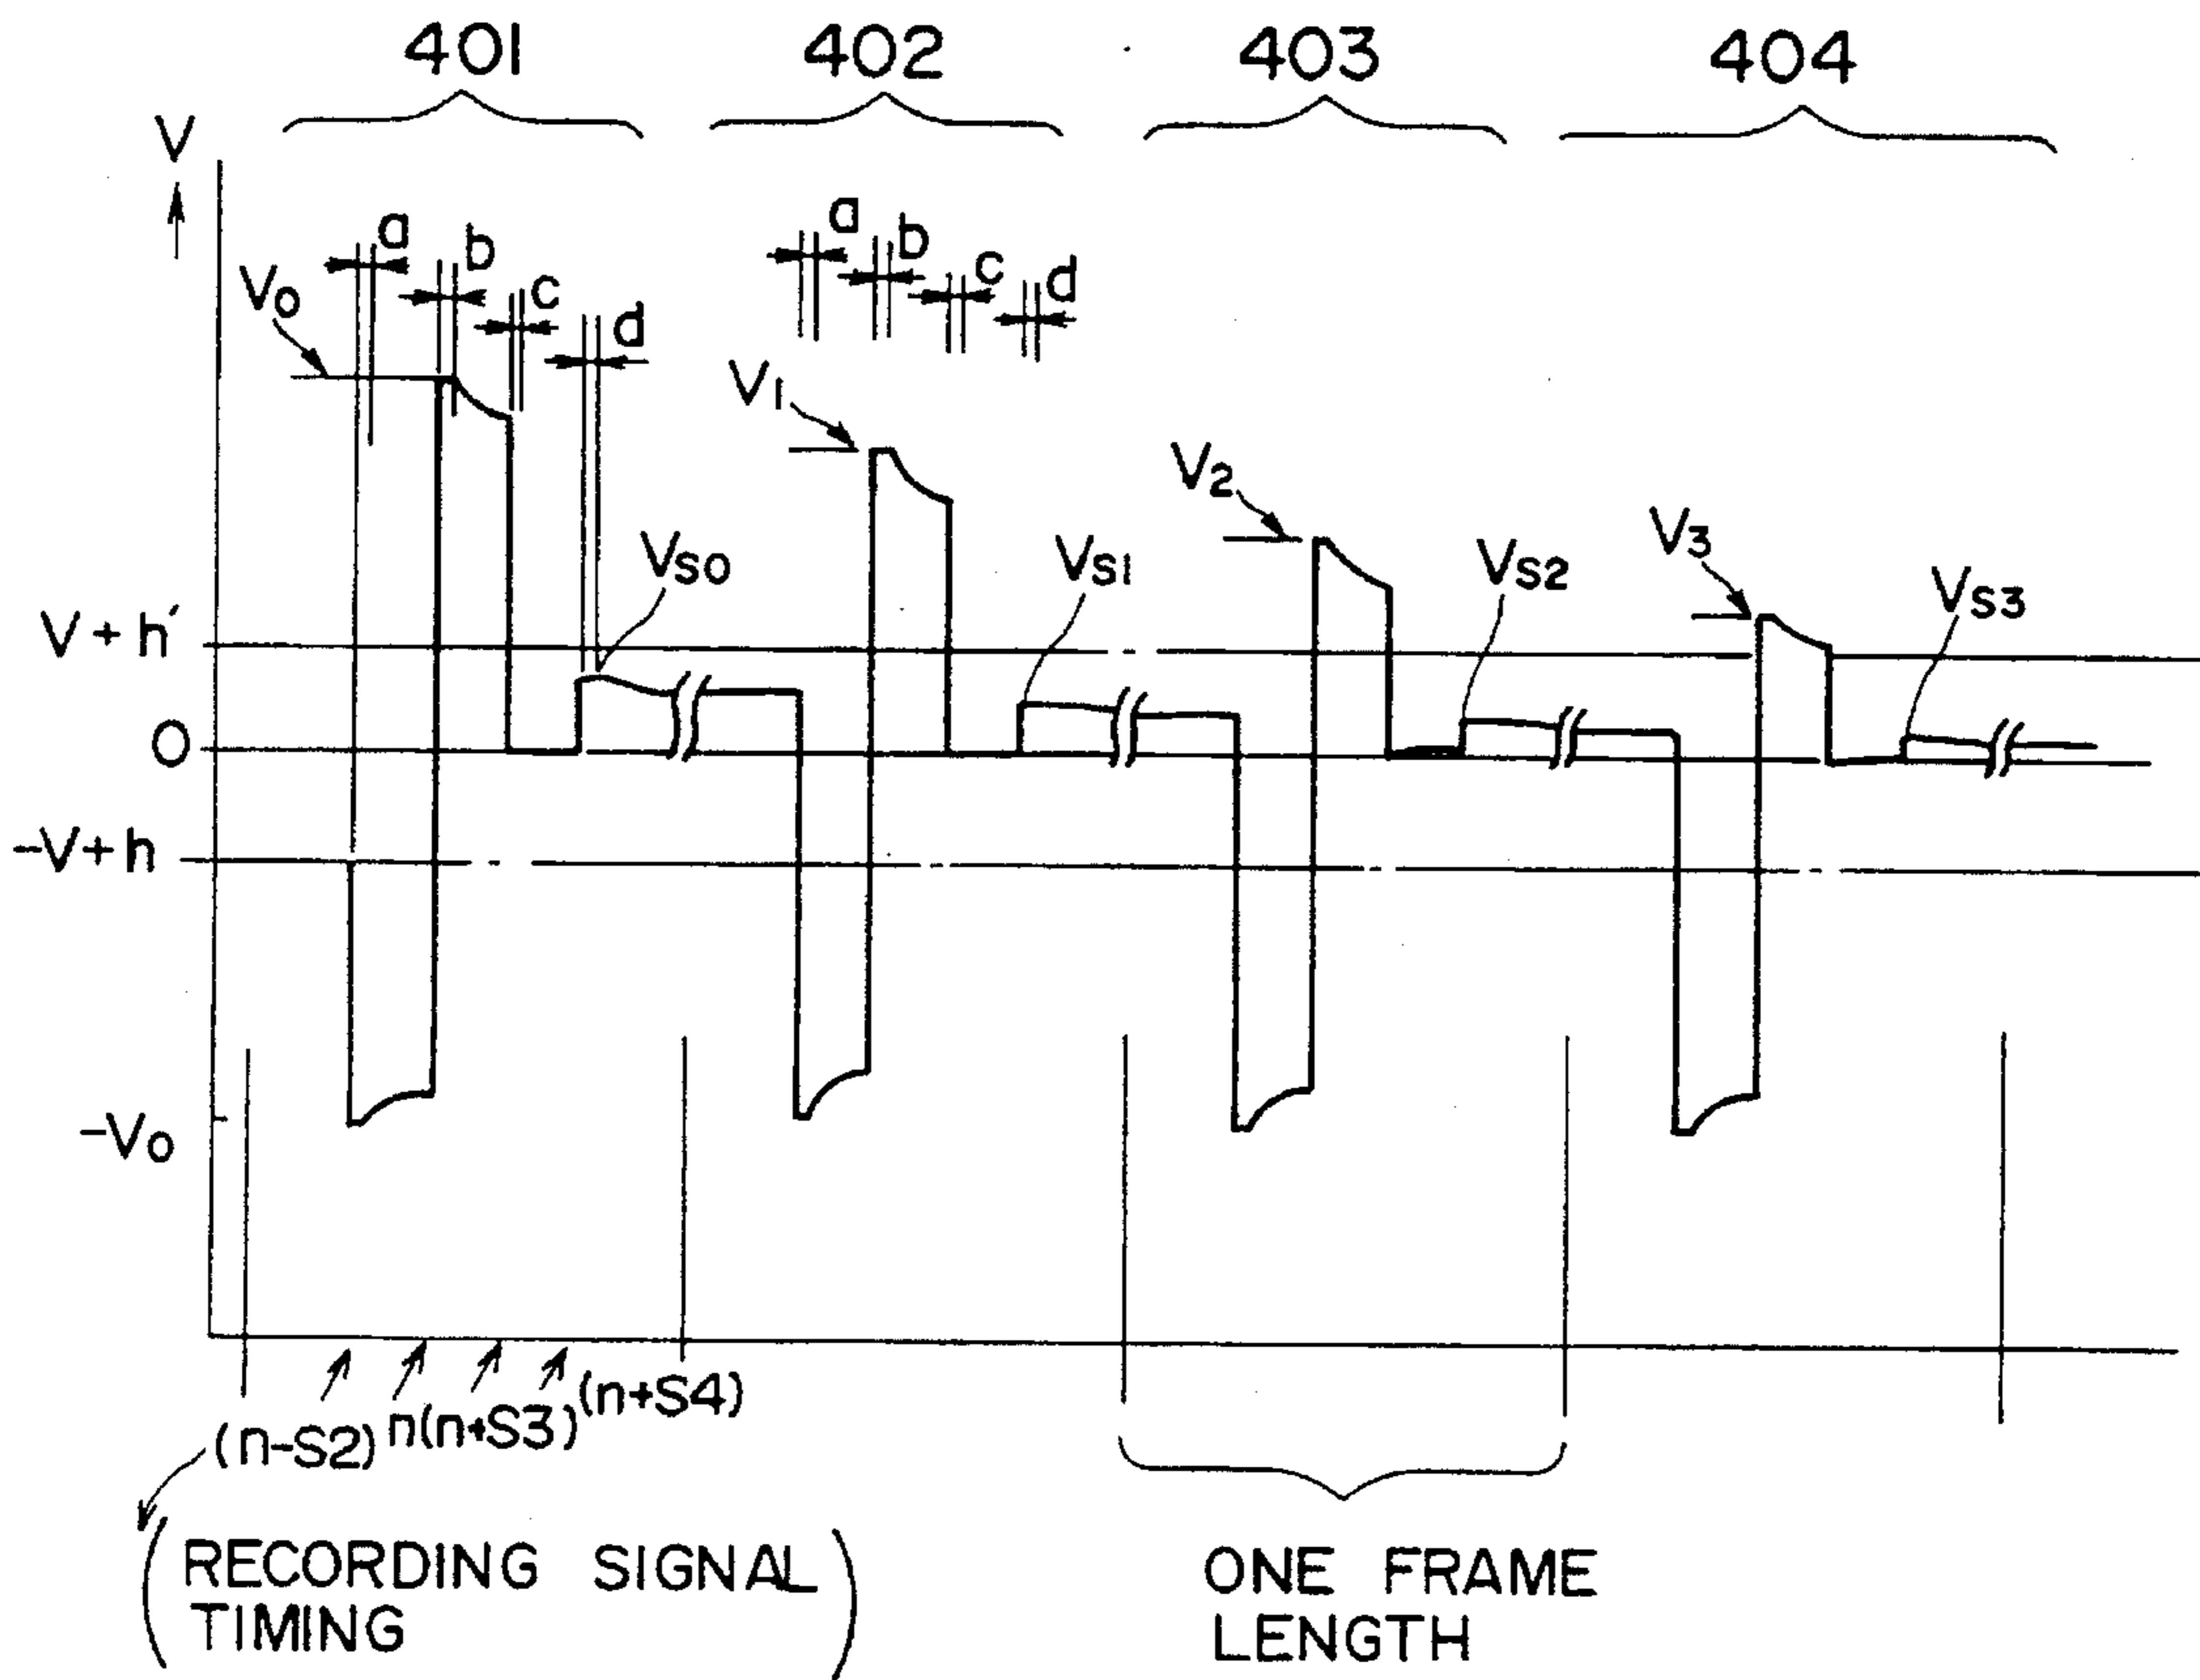 401 402 403 404
V
a b c d
a b c d
V0
V1
V2
V3
VS0
VS1
VS2
VS3
V+h′
0
-V+h
-V0
(n-S2) n (n+S3) (n+S4)
(RECORDING SIGNAL
TIMING)
ONE FRAME
LENGTH